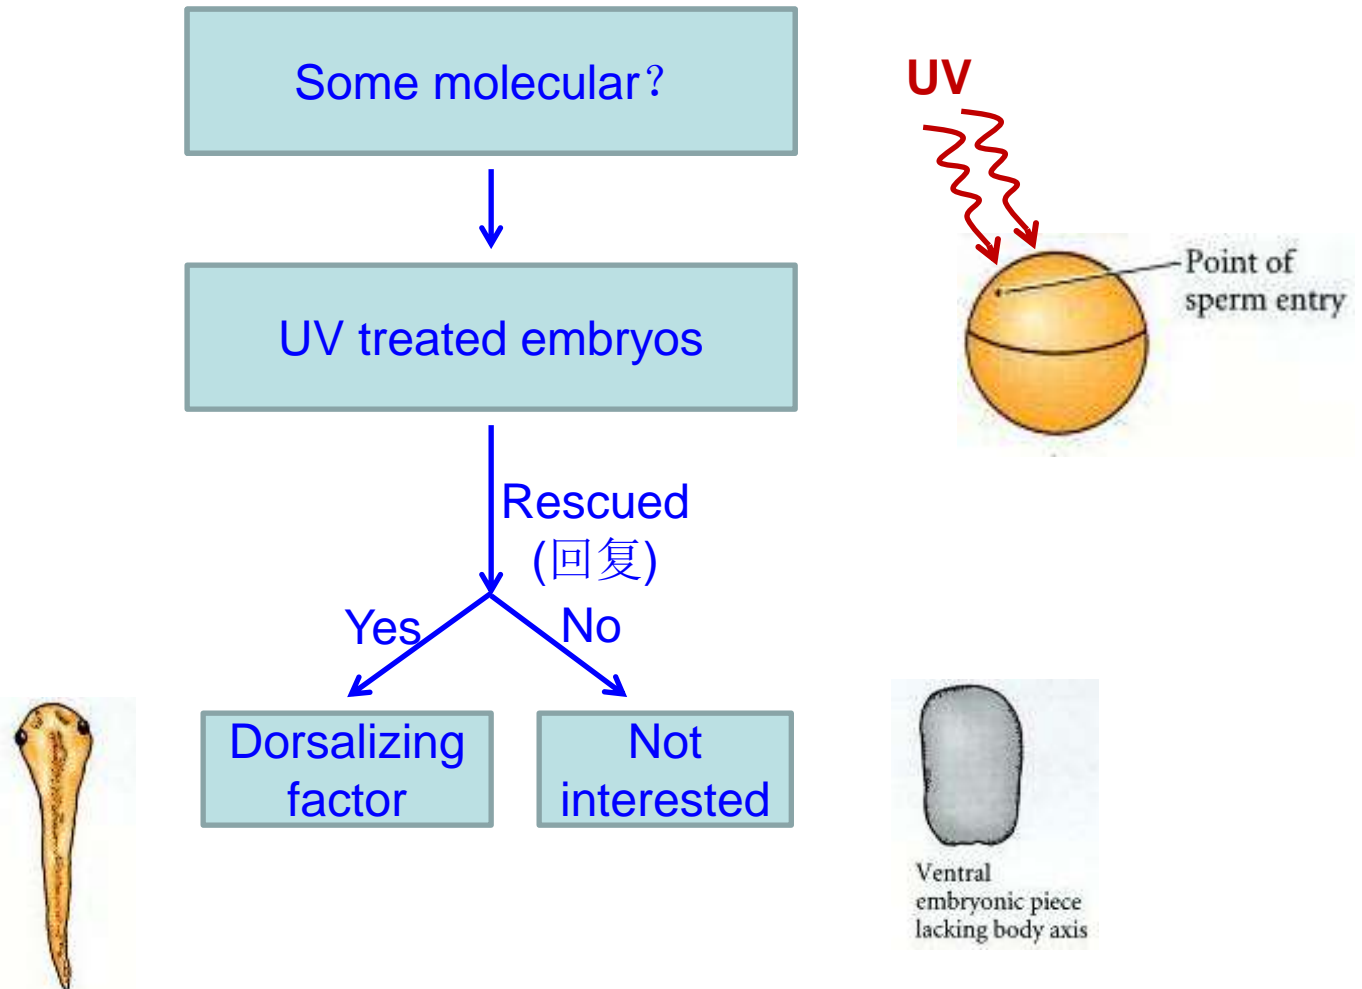 Some molecular？
UV
Point of
sperm entry
UV treated embryos
Rescued
(回复)
Yes
No
Dorsalizing
factor
Not
interested
Ventral
embryonic piece
lacking body axis